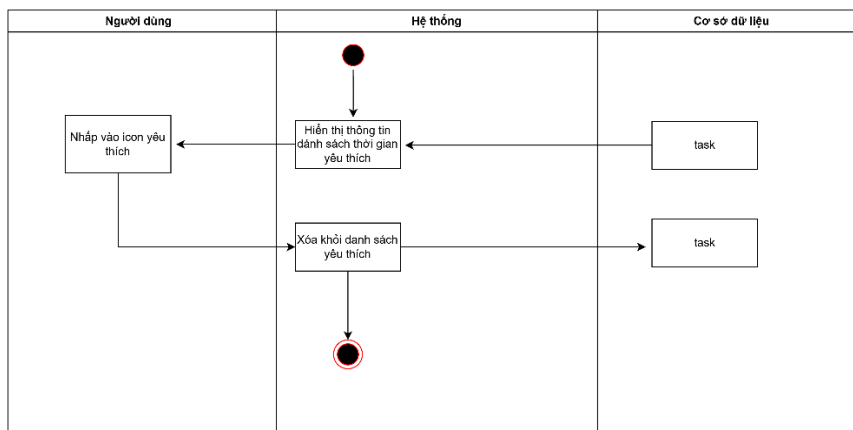 Người dùng
Hệ thống
Cơ sở dữ liệu
Nhấp vào icon yêu
thích
Hiển thị thông tin
dánh sách thời gian
yêu thích
task
Xóa khỏi danh sách
yêu thích
task